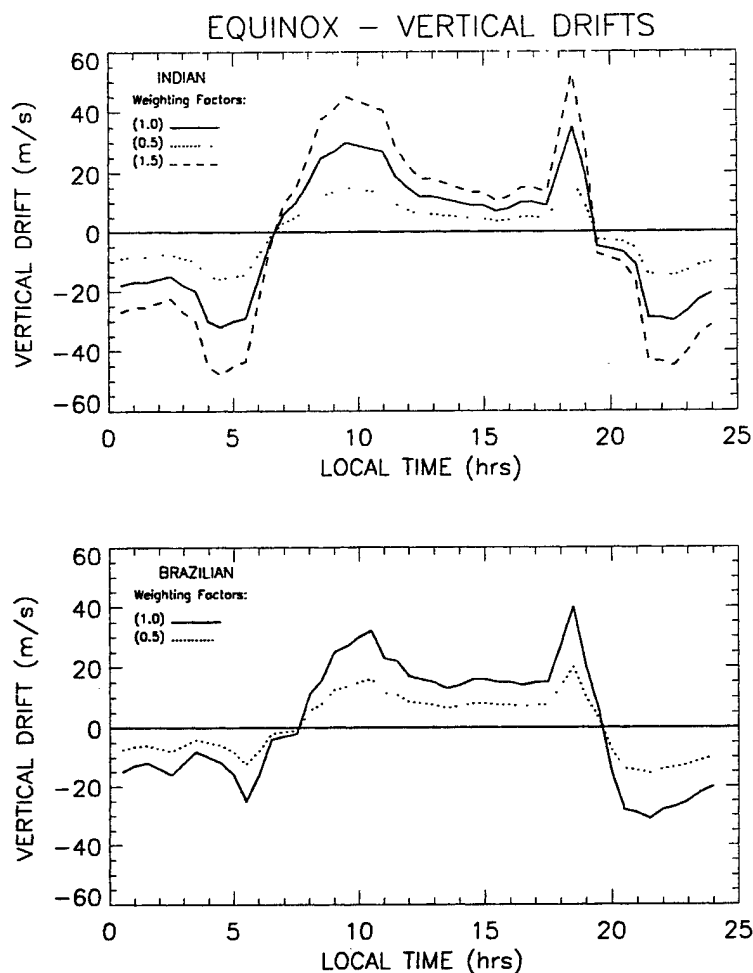 EQUINOX – VERTICAL DRIFTS
60
40
20
0
−20
−40
−60
VERTICAL DRIFT (m/s)
INDIAN
Weighting Factors:
(1.0)
(0.5)
(1.5)
0 5 10 15 20 25
LOCAL TIME (hrs)
60
40
20
0
−20
−40
−60
VERTICAL DRIFT (m/s)
BRAZILIAN
Weighting Factors:
(1.0)
(0.5)
0 5 10 15 20 25
LOCAL TIME (hrs)